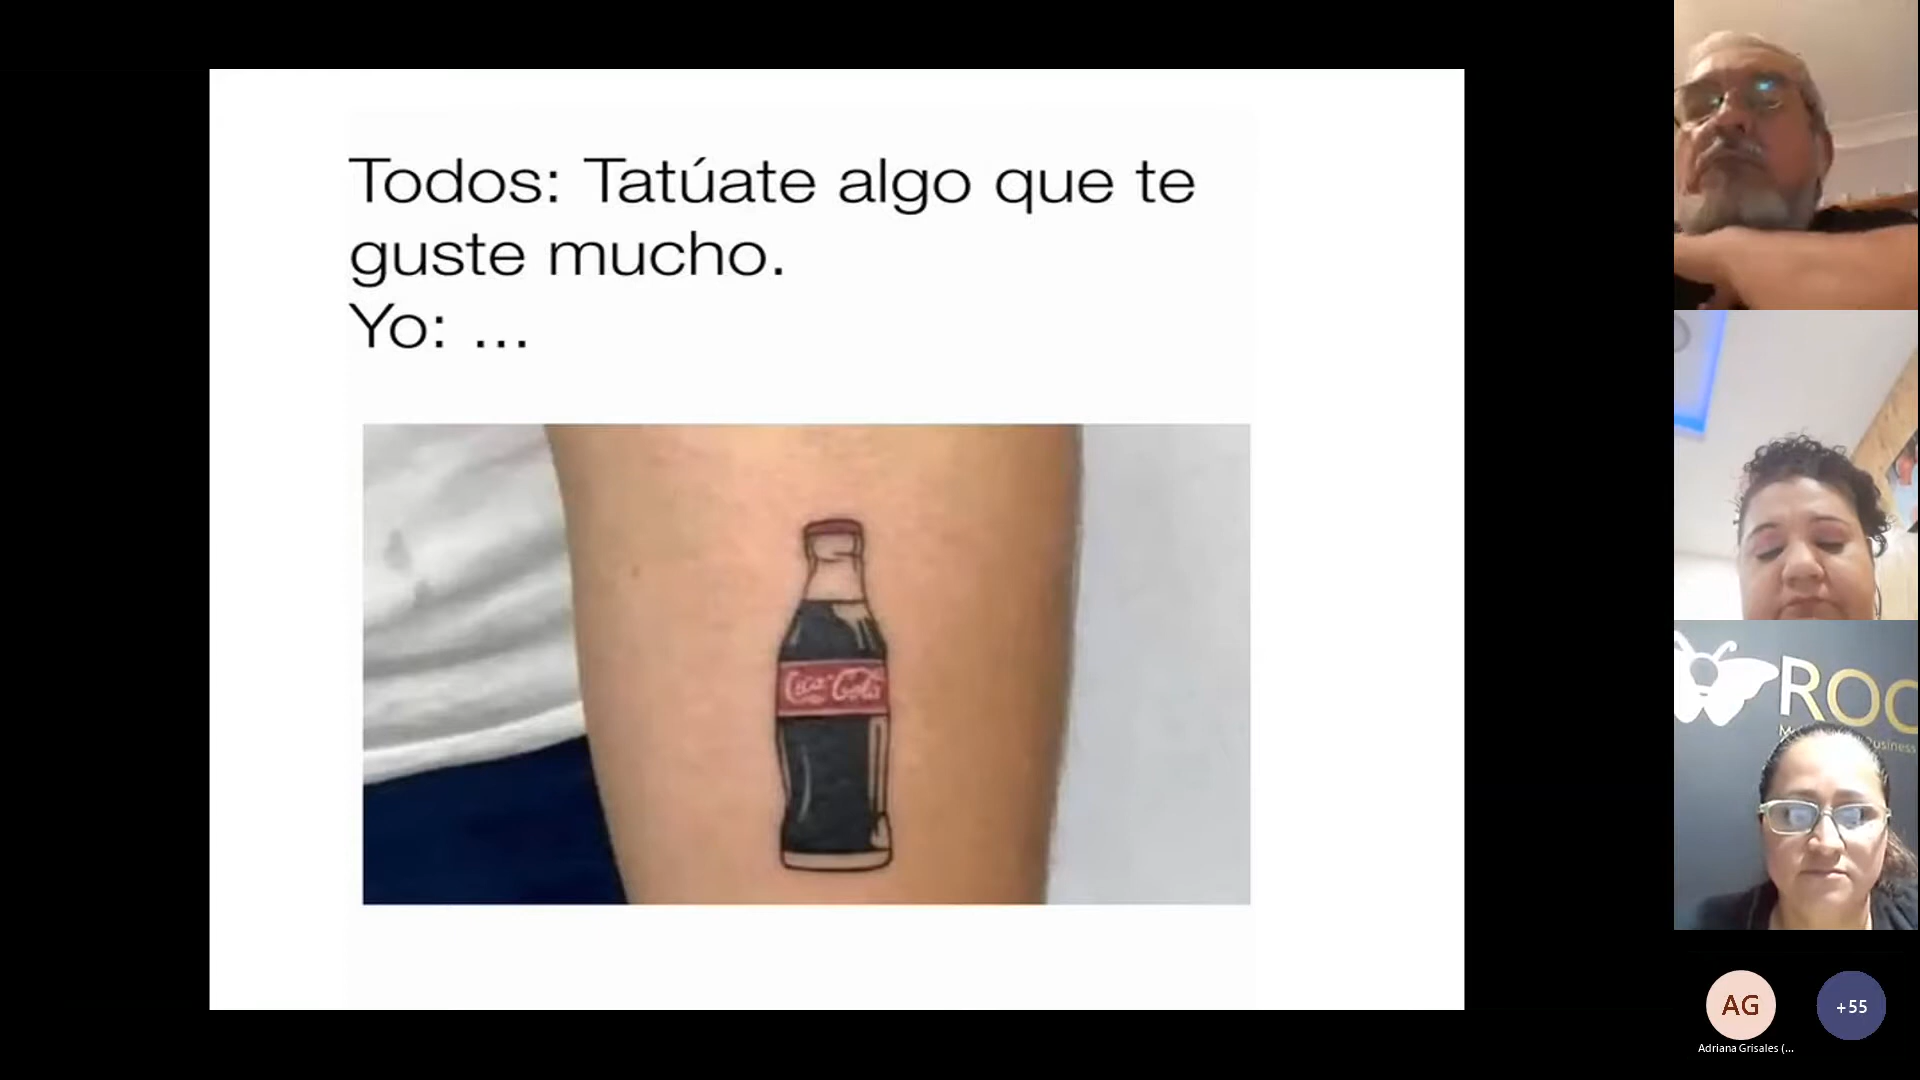 Todos: Tatúate algo que te
guste mucho.
Yo: ...
Coca-Cola
ROC
AG
+55
Adriana Grisales (...